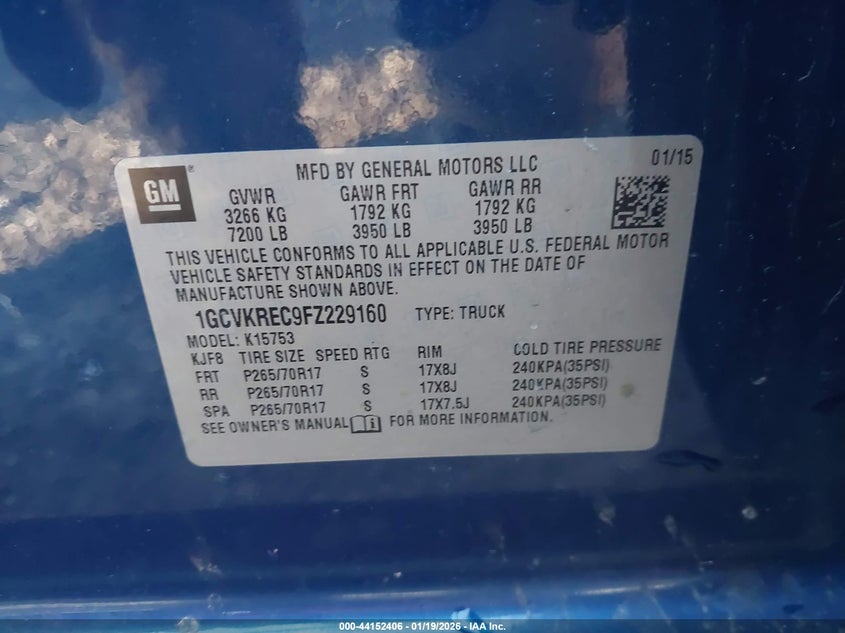 GM
MFD BY GENERAL MOTORS LLC
01/15
GVWR GAWR FRT GAWR RR
3266 KG 1792 KG 1792 KG
7200 LB 3950 LB 3950 LB
THIS VEHICLE CONFORMS TO ALL APPLICABLE U.S. FEDERAL MOTOR
VEHICLE SAFETY STANDARDS IN EFFECT ON THE DATE OF
MANUFACTURE SHOWN ABOVE.
1GCVKREC9FZ229160 TYPE: TRUCK
MODEL: K15753
KJF8 TIRE SIZE SPEED RTG RIM COLD TIRE PRESSURE
FRT P265/70R17 S 17X8J 240KPA(35PSI)
RR P265/70R17 S 17X8J 240KPA(35PSI)
SPA P265/70R17 S 17X7.5J 240KPA(35PSI)
SEE OWNER'S MANUAL FOR MORE INFORMATION.
000-44152406 - 01/19/2026 - IAA Inc.